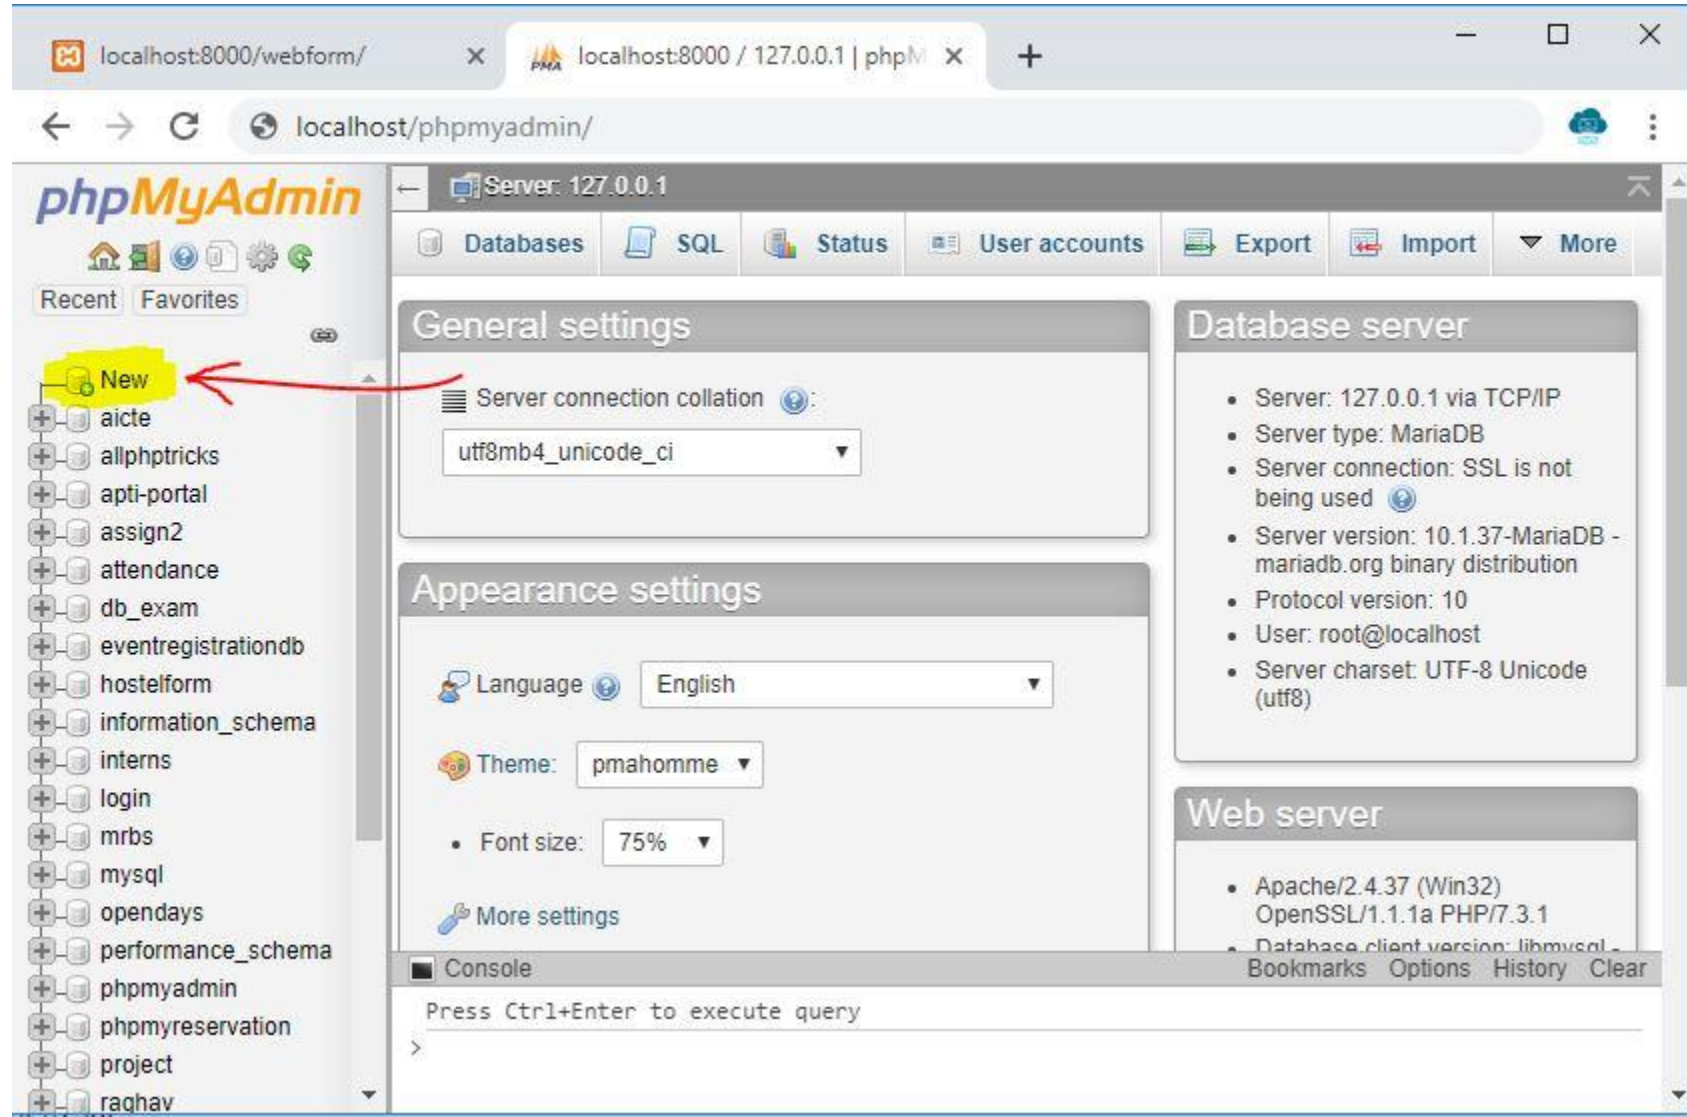 localhost:8000/webform/
localhost:8000 / 127.0.0.1 | phpM
localhost/phpmyadmin/
phpMyAdmin
Recent Favorites
New
aicte
allphptricks
apti-portal
assign2
attendance
db_exam
eventregistrationdb
hostelform
information_schema
interns
login
mrbs
mysql
opendays
performance_schema
phpmyadmin
phpmyreservation
project
raghav
Server: 127.0.0.1
Databases SQL Status User accounts Export Import More
General settings
Server connection collation :
utf8mb4_unicode_ci
Appearance settings
Language English
Theme: pmahomme
• Font size: 75%
More settings
Database server
• Server: 127.0.0.1 via TCP/IP
• Server type: MariaDB
• Server connection: SSL is not
being used
• Server version: 10.1.37-MariaDB -
mariadb.org binary distribution
• Protocol version: 10
• User: root@localhost
• Server charset: UTF-8 Unicode
(utf8)
Web server
• Apache/2.4.37 (Win32)
OpenSSL/1.1.1a PHP/7.3.1
• Database client version: libmysql -
Console Bookmarks Options History Clear
Press Ctrl+Enter to execute query
>